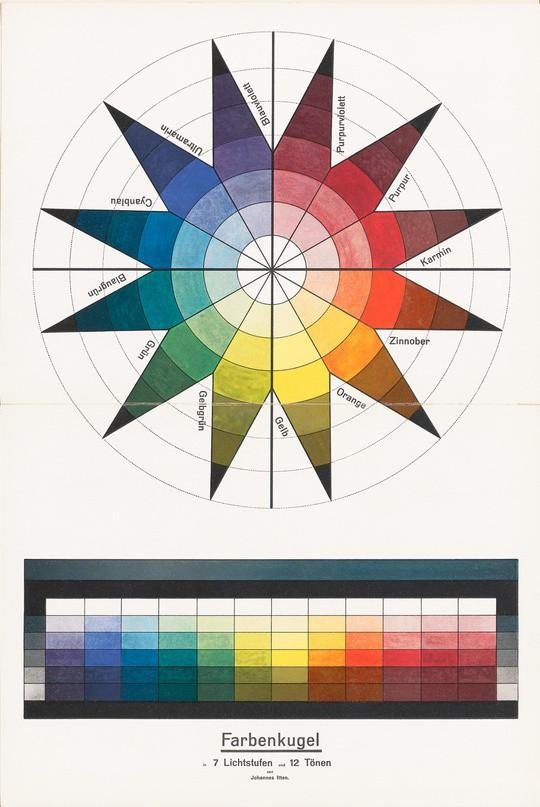 Blauviolett
Purpurviolett
Purpur
Karmin
Zinnober
Orange
Gelb
Gelbgrün
Grün
Blaugrün
Cyanblau
Ultramarin
Farbenkugel
in 7 Lichtstufen und 12 Tönen
von
Johannes Itten.